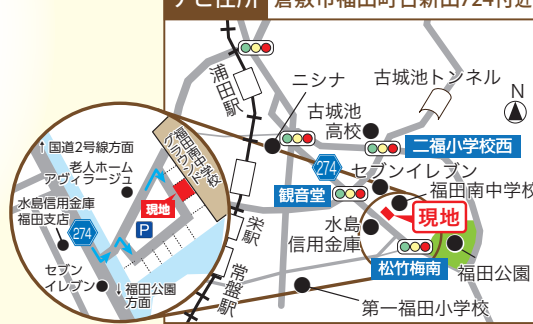 ナビ住所 倉敷市福田町古新田724付近
浦田駅
ニシナ
古城池トンネル
N
古城池
高校
二福小学校西
274
セブンイレブン
観音堂
福田南中学校
水島
信用金庫
現地
松竹梅南
福田公園
第一福田小学校
栄駅
常盤駅
↑国道2号線方面
老人ホーム
アヴィラージュ
福田南中学校
グラウンド
現地
水島信用金庫
福田支店
274
P
セブン
イレブン
↓福田公園
方面